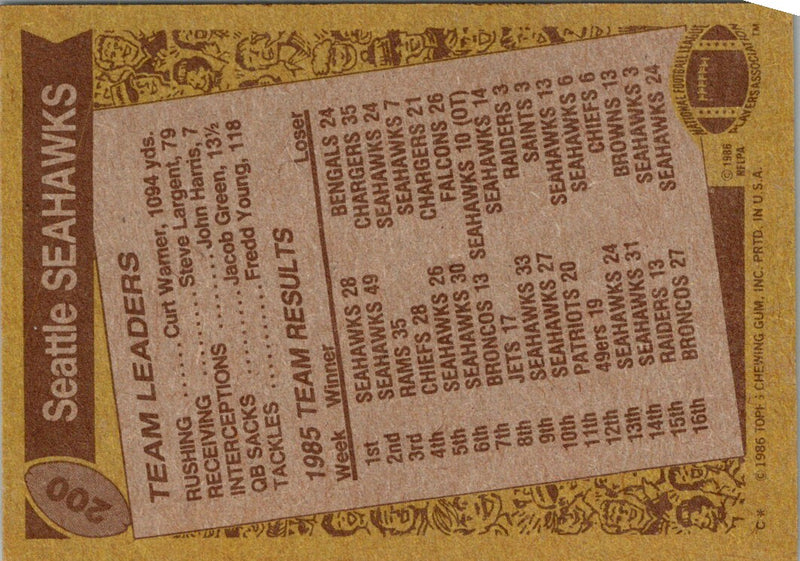 200
Seattle SEAHAWKS
TEAM LEADERS
RUSHING ...... Curt Warner, 1094 yds.
RECEIVING ......... Steve Largent, 79
INTERCEPTIONS ...... John Harris, 7
QB SACKS ......... Jacob Green, 13½
TACKLES ......... Fredd Young, 118
1985 TEAM RESULTS
Week Winner Loser
1st SEAHAWKS 28 BENGALS 24
2nd SEAHAWKS 49 CHARGERS 35
3rd RAMS 35 SEAHAWKS 24
4th CHIEFS 28 SEAHAWKS 7
5th SEAHAWKS 26 CHARGERS 21
6th SEAHAWKS 30 FALCONS 26
7th BRONCOS 13 SEAHAWKS 10 (OT)
8th JETS 17 SEAHAWKS 14
9th SEAHAWKS 33 RAIDERS 3
10th SEAHAWKS 27 SAINTS 3
11th PATRIOTS 20 SEAHAWKS 13
12th 49ers 19 SEAHAWKS 6
13th SEAHAWKS 24 CHIEFS 6
14th SEAHAWKS 31 BROWNS 13
15th RAIDERS 13 SEAHAWKS 3
16th BRONCOS 27 SEAHAWKS 24
NATIONAL FOOTBALL LEAGUE
YERS ASSOCIATION ™
© 1986
NFLPA
C* © 1986 TOPPS CHEWING GUM, INC. PRTD. IN U.S.A.